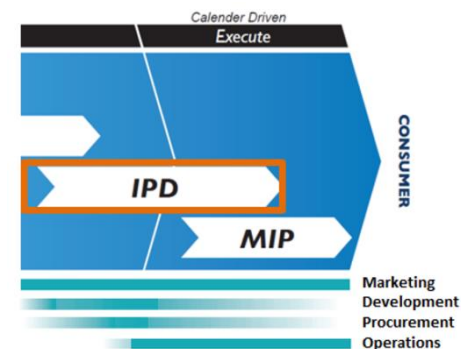 Calender Driven
Execute
IPD
MIP
CONSUMER
Marketing
Development
Procurement
Operations